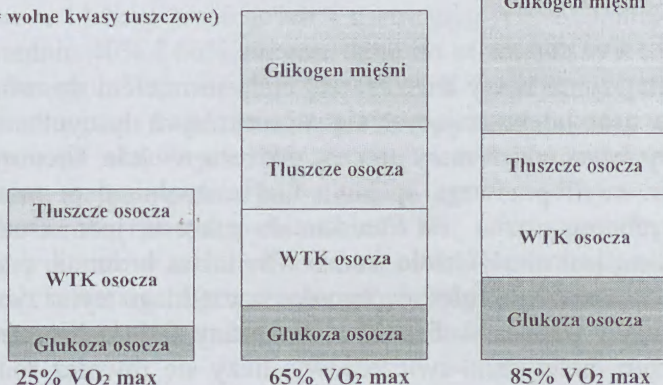 wolne kwasy tuszczowe)
Glikogen mięśni
Glikogen mięśni
Tłuszcze osocza
Tłuszcze osocza
Tłuszcze osocza
WTK osocza
WTK osocza
WTK osocza
Glukoza osocza
Glukoza osocza
Glukoza osocza
25% VO₂ max
65% VO₂ max
85% VO₂ max